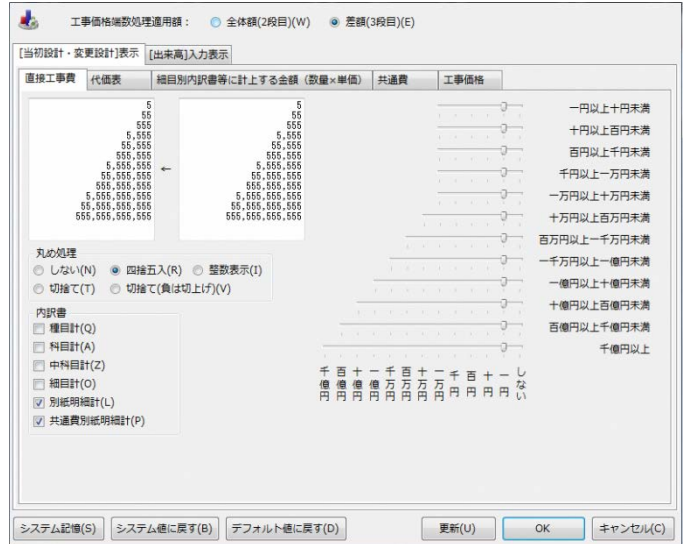 工事価格端数処理適用額： 全体額(2段目)(W) 差額(3段目)(E)
[当初設計・変更設計]表示 [出来高]入力表示
直接工事費 代価表 細目別内訳書等に計上する金額（数量×単価） 共通費 工事価格
5 5
55 55
555 555
5,555 5,555
55,555 55,555
555,555 555,555
5,555,555 ← 5,555,555
55,555,555 55,555,555
555,555,555 555,555,555
5,555,555,555 5,555,555,555
55,555,555,555 55,555,555,555
555,555,555,555 555,555,555,555
一円以上十円未満
十円以上百円未満
百円以上千円未満
千円以上一万円未満
一万円以上十万円未満
十万円以上百万円未満
百万円以上一千万円未満
一千万円以上一億円未満
一億円以上十億円未満
十億円以上百億円未満
百億円以上千億円未満
千億円以上
千億円 百億円 十億円 一億円 千万円 百万円 十万円 一万円 千円 百円 十円 一円 しない
丸め処理
しない(N) 四捨五入(R) 整数表示(I)
切捨て(T) 切捨て(負は切上げ)(V)
内訳書
種目計(Q)
科目計(A)
中科目計(Z)
細目計(O)
別紙明細計(L)
共通費別紙明細計(P)
システム記憶(S) システム値に戻す(B) デフォルト値に戻す(D) 更新(U) OK キャンセル(C)